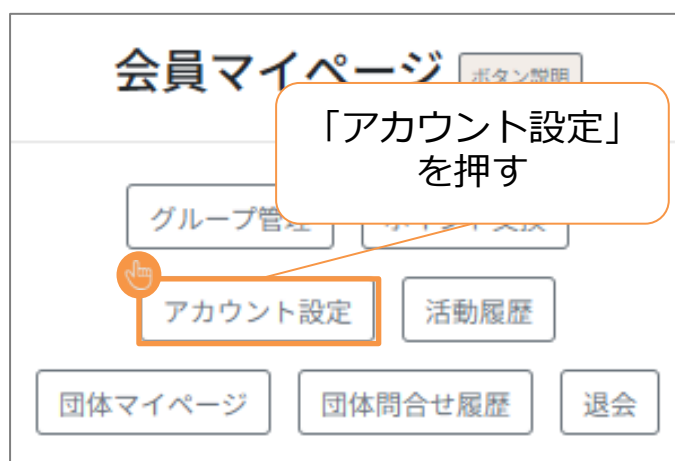 会員マイページ ボタン説明
「アカウント設定」
を押す
グループ管理
アカウント設定 活動履歴
団体マイページ 団体問合せ履歴 退会